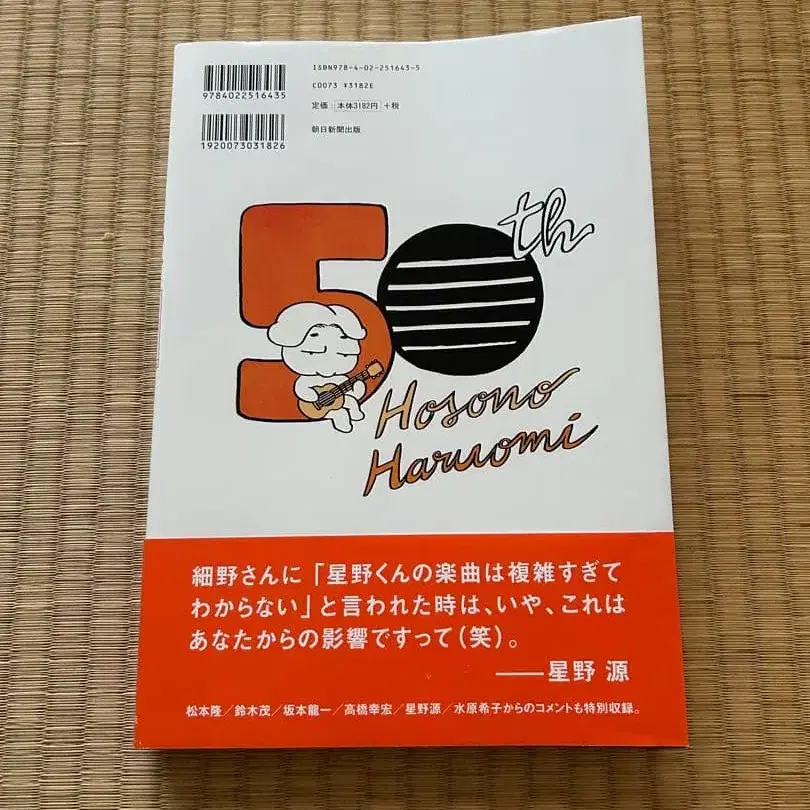 ISBN978-4-02-251643-5
9784022516435
C0073 ¥3182E
定価 : 本体3182円 +税
1920073031826
朝日新聞出版
50th
Hosono
Haruomi
細野さんに「星野くんの楽曲は複雑すぎて
わからない」と言われた時は、いや、これは
あなたからの影響ですって(笑)。
——星野 源
松本隆/鈴木茂/坂本龍一/高橋幸宏/星野源/水原希子からのコメントも特別収録。